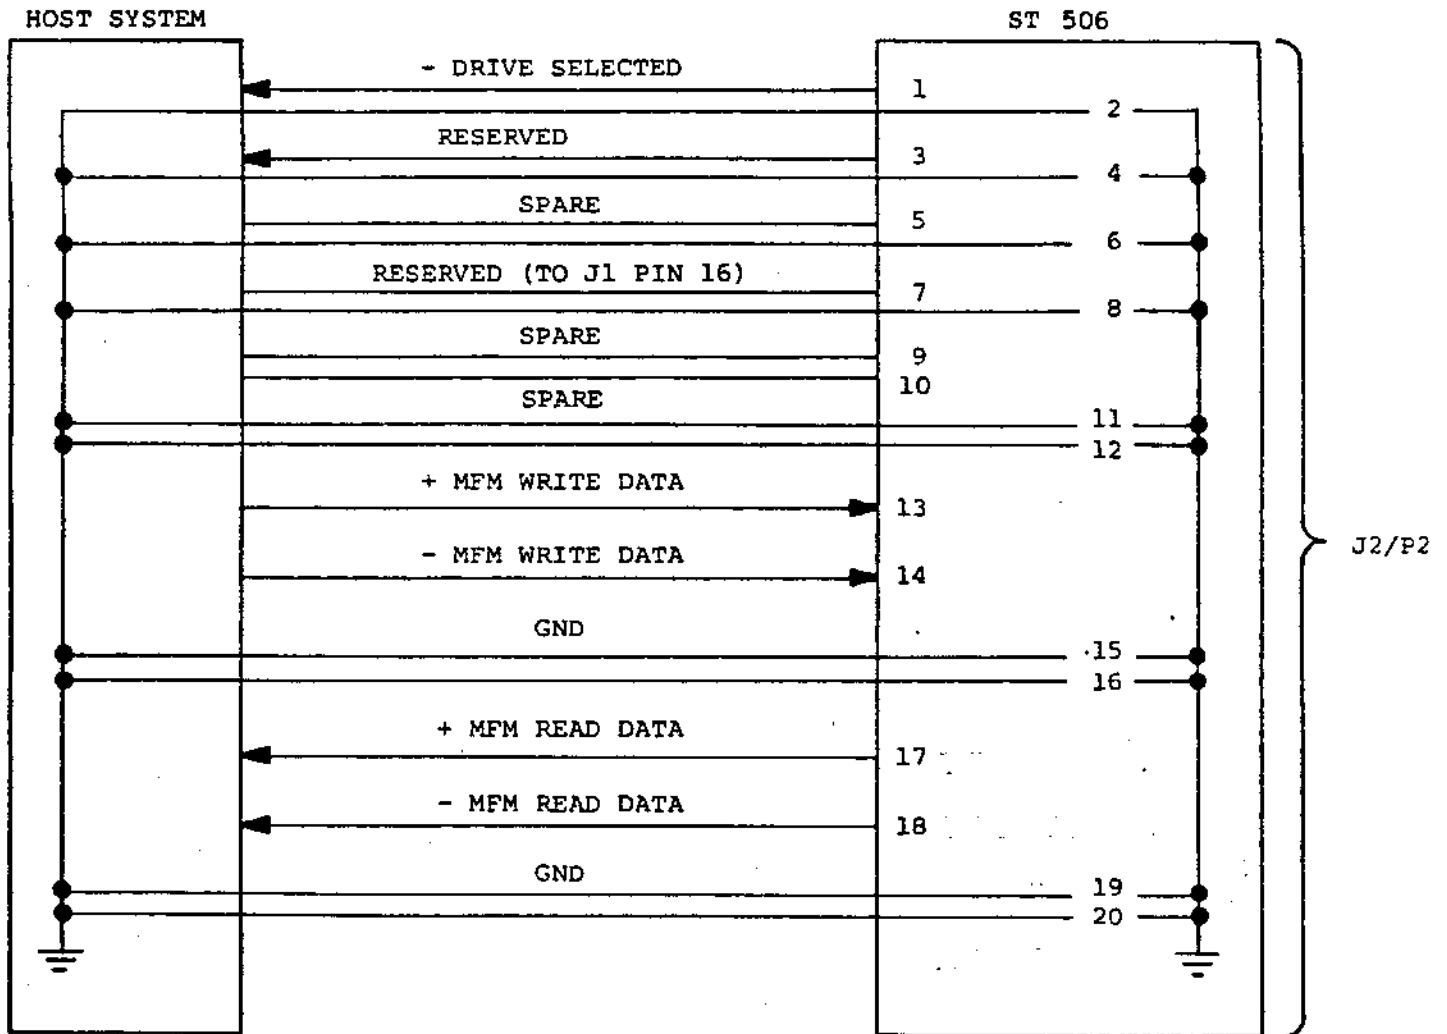 HOST SYSTEM ST 506
- DRIVE SELECTED
1
2
RESERVED
3
4
SPARE
5
6
RESERVED (TO J1 PIN 16)
7
8
SPARE
9
10
SPARE
11
12
+ MFM WRITE DATA
13
- MFM WRITE DATA
14
J2/P2
GND
15
16
+ MFM READ DATA
17
- MFM READ DATA
18
GND
19
20